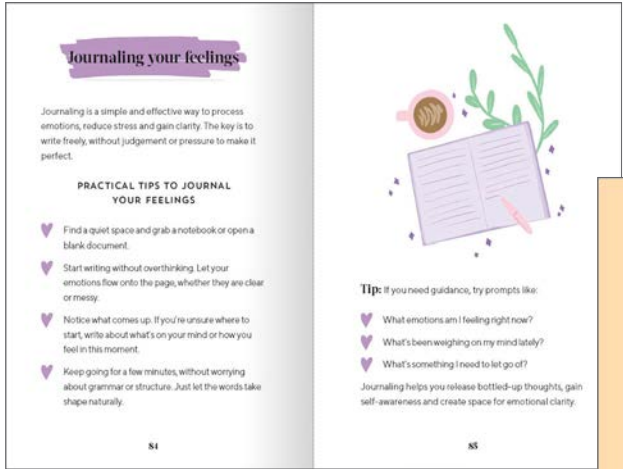 Journaling your feelings
Journaling is a simple and effective way to process
emotions, reduce stress and gain clarity. The key is to
write freely, without judgement or pressure to make it
perfect.
PRACTICAL TIPS TO JOURNAL
YOUR FEELINGS
Find a quiet space and grab a notebook or open a
blank document.
Start writing without overthinking. Let your
emotions flow onto the page, whether they are clear
or messy.
Notice what comes up. If you're unsure where to
start, write about what's on your mind or how you
feel in this moment.
Keep going for a few minutes, without worrying
about grammar or structure. Just let the words take
shape naturally.
84
Tip: If you need guidance, try prompts like:
What emotions am I feeling right now?
What's been weighing on my mind lately?
What's something I need to let go of?
Journaling helps you release bottled-up thoughts, gain
self-awareness and create space for emotional clarity.
85